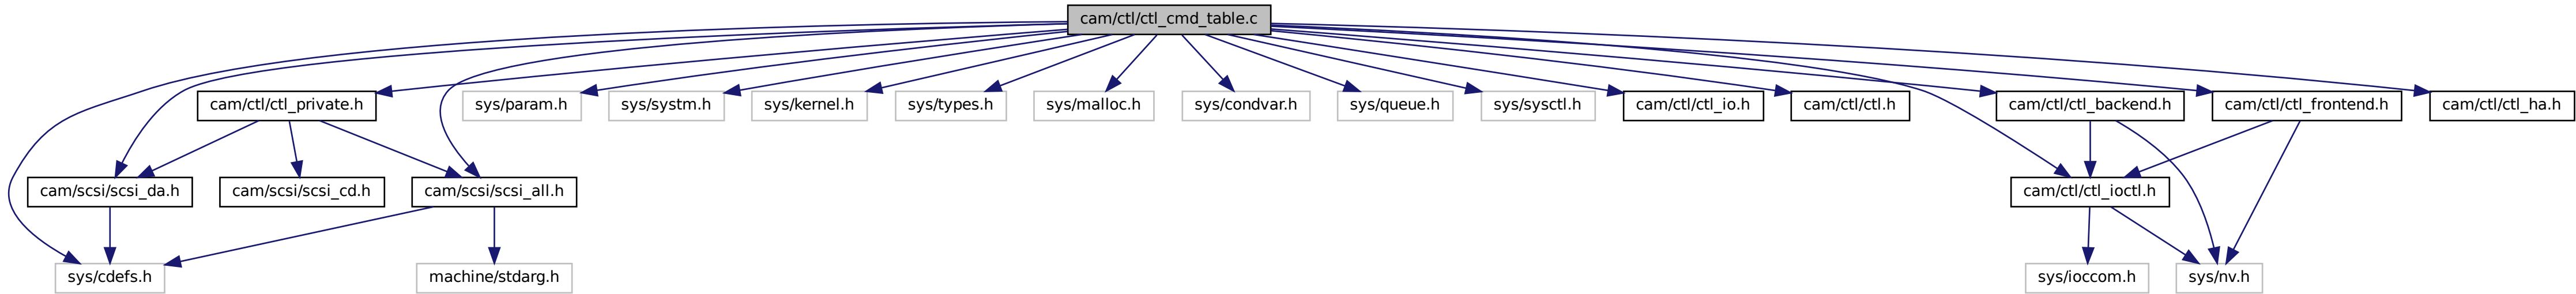 cam/ctl/ctl_cmd_table.c
cam/ctl/ctl_private.h
sys/param.h
sys/systm.h
sys/kernel.h
sys/types.h
sys/malloc.h
sys/condvar.h
sys/queue.h
sys/sysctl.h
cam/ctl/ctl_io.h
cam/ctl/ctl.h
cam/ctl/ctl_backend.h
cam/ctl/ctl_frontend.h
cam/ctl/ctl_ha.h
cam/scsi/scsi_da.h
cam/scsi/scsi_cd.h
cam/scsi/scsi_all.h
cam/ctl/ctl_ioctl.h
sys/cdefs.h
machine/stdarg.h
sys/ioccom.h
sys/nv.h